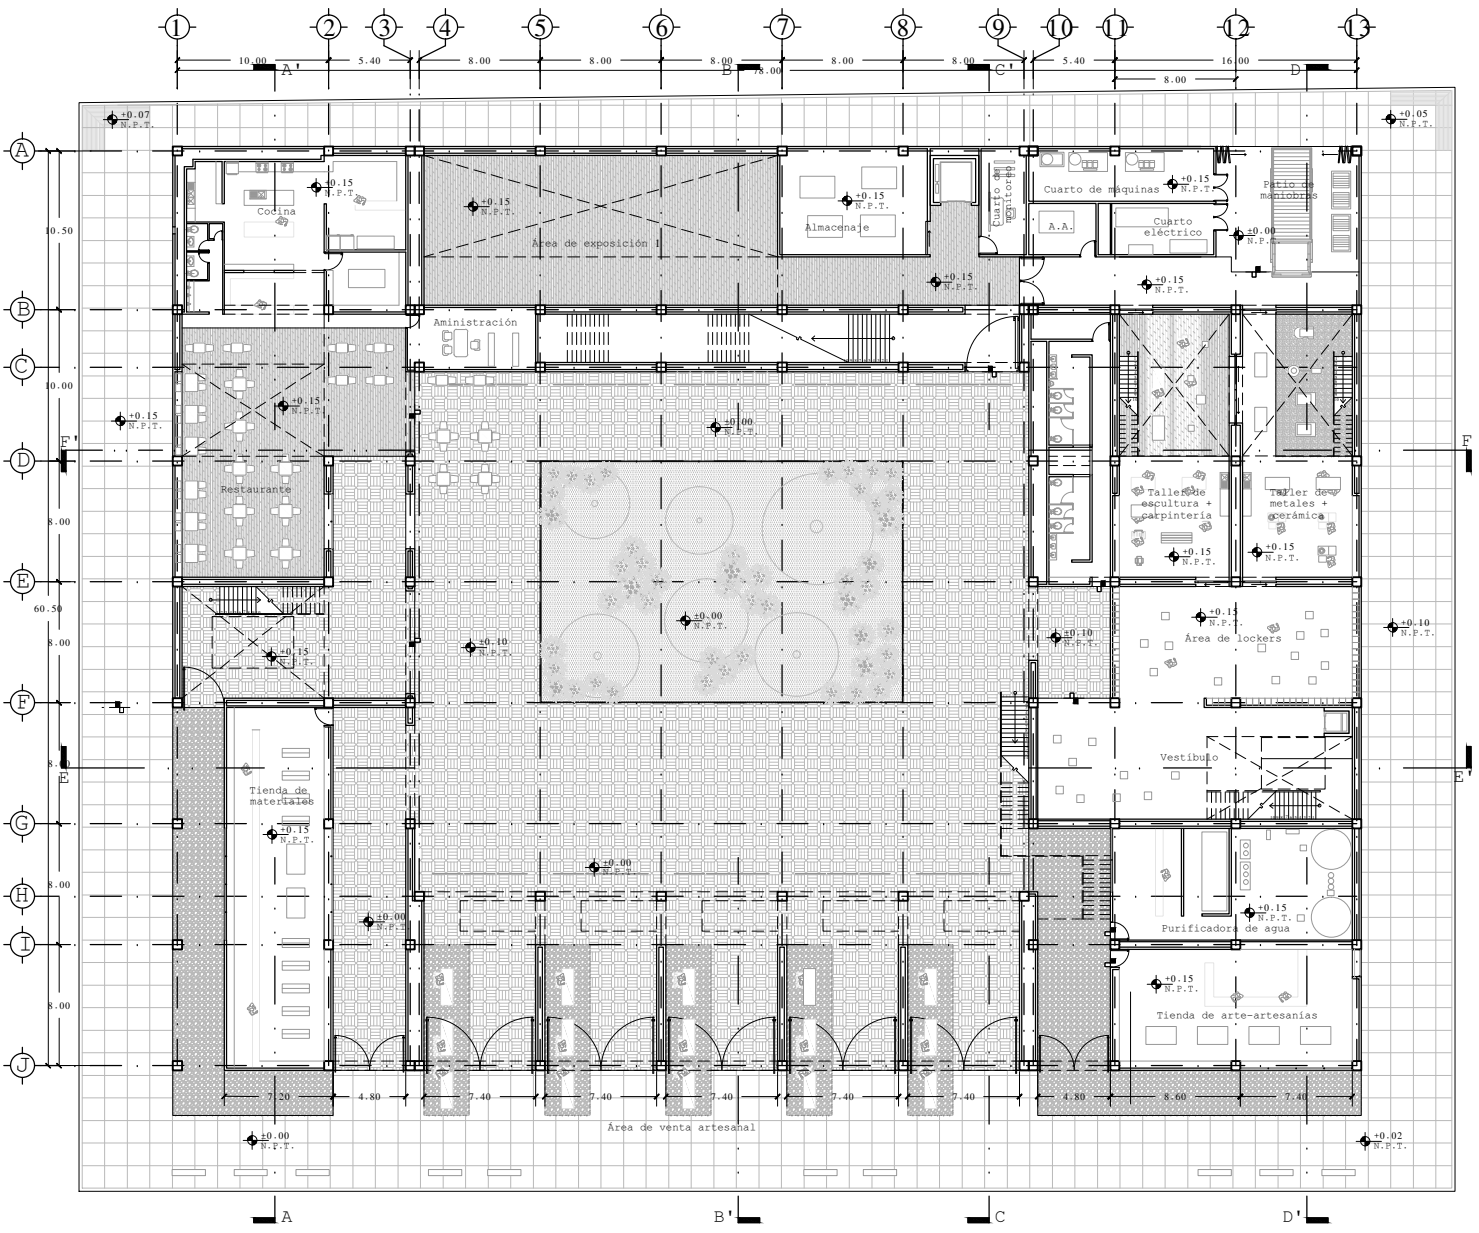 1 2 3 4 5 6 7 8 9 10 11 12 13
10.00 5.40 8.00 8.00 8.00 8.00 8.00 5.40 16.00
A' B 78.00 C' D
8.00
+0.07
N.P.T.
+0.05
N.P.T.
A
+0.15
N.P.T.
Cocina
+0.15
N.P.T.
Área de exposición 1
+0.15
N.P.T.
Almacenaje
Cuarto de
monitoreo
Cuarto de máquinas
+0.15
N.P.T.
Patio de
maniobras
A.A.
Cuarto
eléctrico
±0.00
N.P.T.
10.50
+0.15
N.P.T.
+0.15
N.P.T.
B
Aministración
C
10.00
+0.15
N.P.T.
+0.15
N.P.T.
±0.00
N.P.T.
F'
F
D
Restaurante
Taller de
escultura +
carpintería
Taller de
metales +
cerámica
8.00
+0.15
N.P.T.
+0.15
N.P.T.
E
60.50
±0.00
N.P.T.
+0.15
N.P.T.
Área de lockers
+0.10
N.P.T.
8.00
+0.15
N.P.T.
±0.10
N.P.T.
±0.10
N.P.T.
F
8.00
E
Vestíbulo
E'
Tienda de
materiales
G
+0.15
N.P.T.
±0.00
N.P.T.
8.00
H
±0.00
N.P.T.
+0.15
N.P.T.
Purificadora de agua
I
+0.15
N.P.T.
8.00
Tienda de arte-artesanías
J
7.20 4.80 7.40 7.40 7.40 7.40 7.40 4.80 8.60 7.40
Área de venta artesanal
±0.00
N.P.T.
+0.02
N.P.T.
A B' C D'